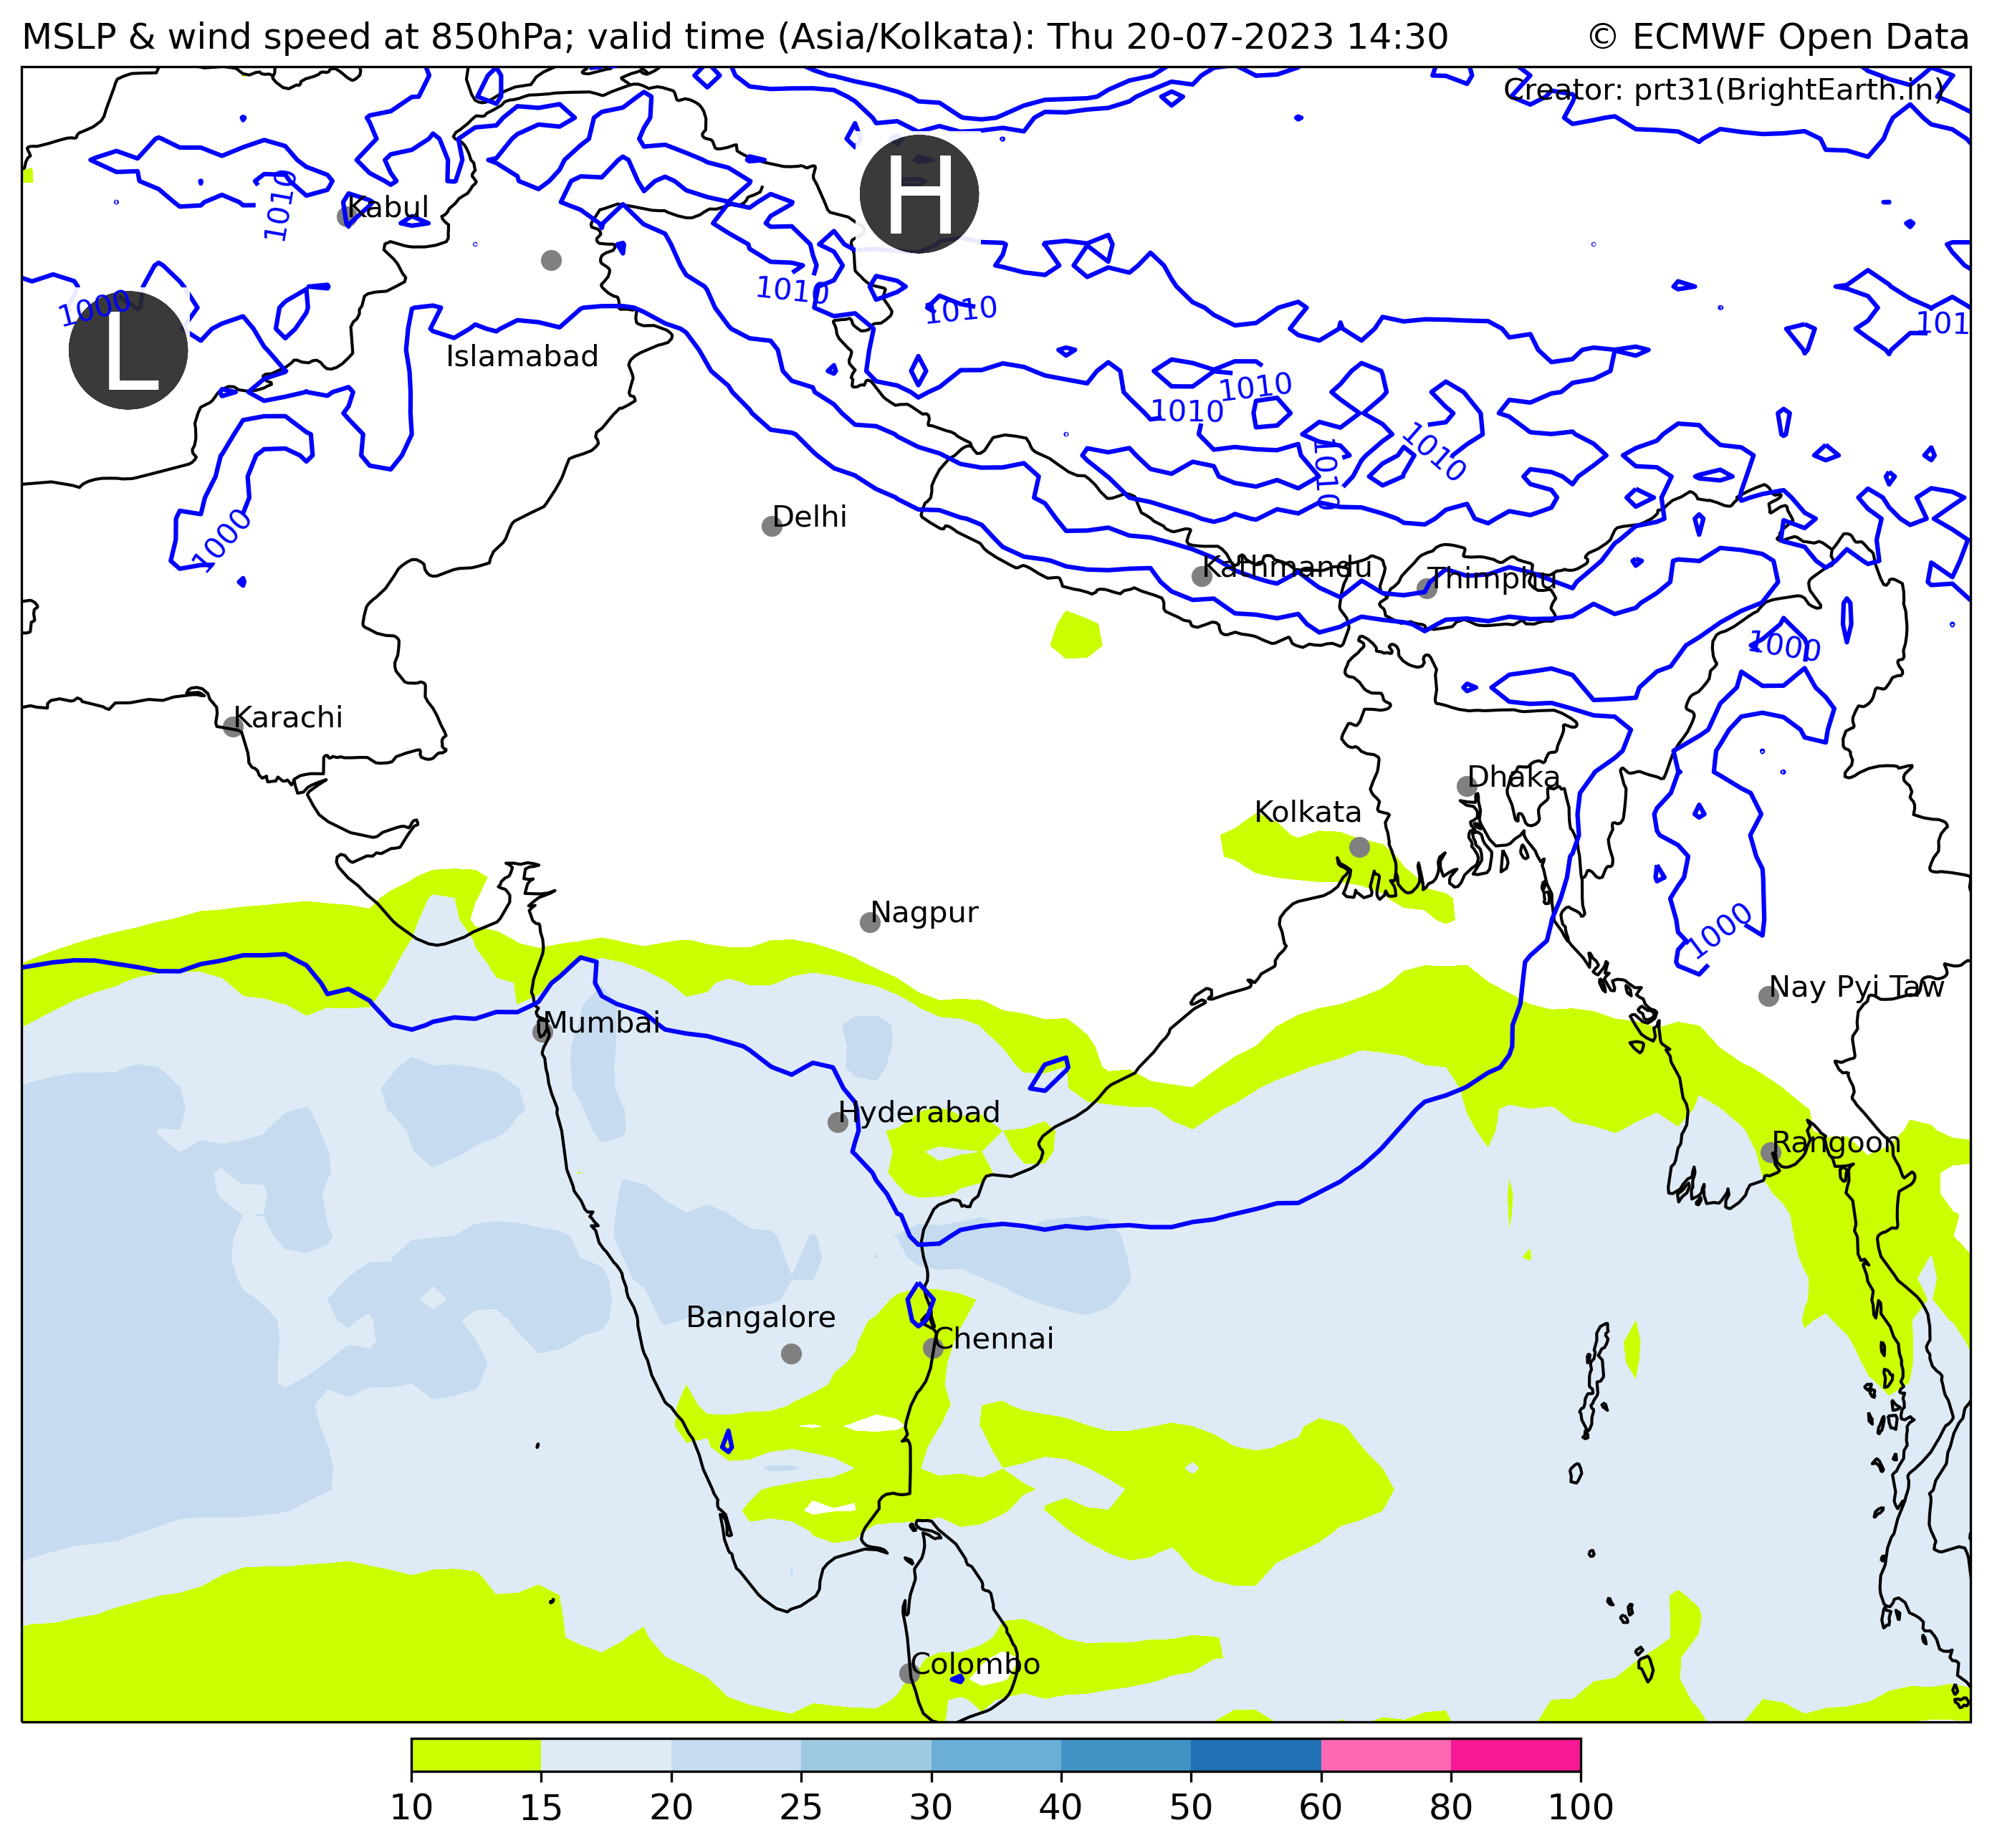 MSLP & wind speed at 850hPa; valid time (Asia/Kolkata): Thu 20-07-2023 14:30 © ECMWF Open Data
Creator: prt31(BrightEarth.in)
H
1010
Kabul
1010
1000
1010
101
L
Islamabad
1010
1010
1010
1010
Delhi
1000
Kathmandu
Thimphu
1000
Karachi
Dhaka
Kolkata
Nagpur
1000
Nay Pyi Taw
Mumbai
Hyderabad
Rangoon
Bangalore
Chennai
Colombo
10 15 20 25 30 40 50 60 80 100